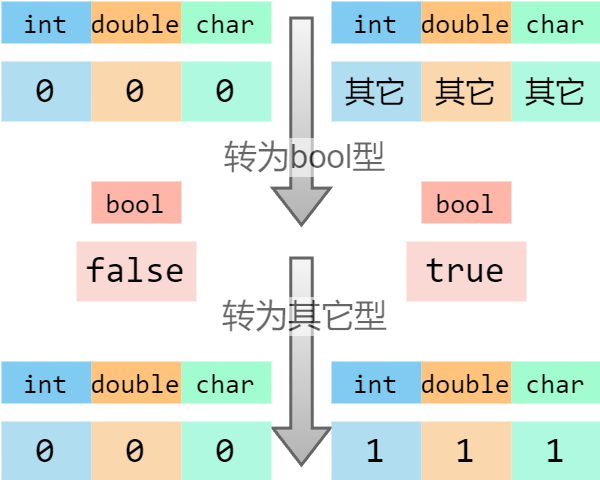 int double char int double char
0 0 0 其它 其它 其它
转为bool型
bool bool
false true
转为其它型
int double char int double char
0 0 0 1 1 1